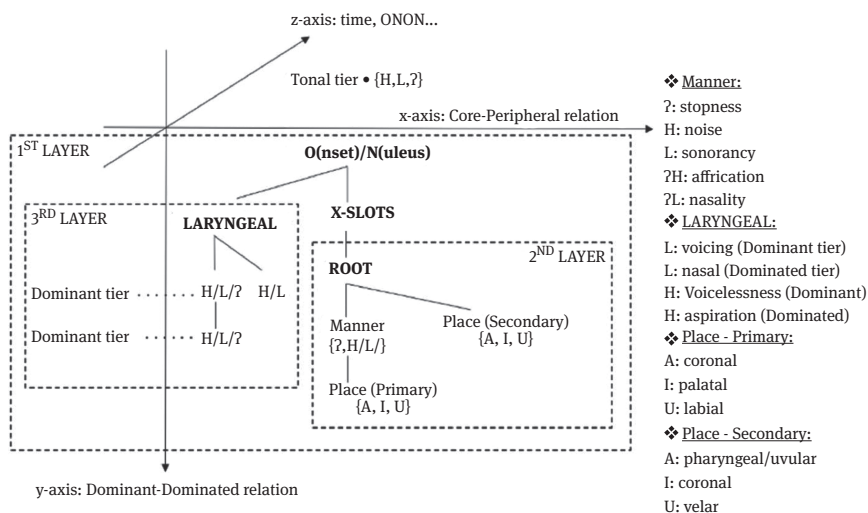 z-axis: time, ONON...
Tonal tier • {H,L,ʔ}
x-axis: Core-Peripheral relation
1ST LAYER
O(nset)/N(uleus)
3RD LAYER
LARYNGEAL
X-SLOTS
2ND LAYER
ROOT
Dominant tier ...... H/L/ʔ H/L
Dominant tier ...... H/L/ʔ
Manner
{ʔ,H/L/}
Place (Secondary)
{A, I, U}
Place (Primary)
{A, I, U}
y-axis: Dominant-Dominated relation
❖ Manner:
ʔ: stopness
H: noise
L: sonorancy
ʔH: affrication
ʔL: nasality
❖ LARYNGEAL:
L: voicing (Dominant tier)
L: nasal (Dominated tier)
H: Voicelessness (Dominant)
H: aspiration (Dominated)
❖ Place - Primary:
A: coronal
I: palatal
U: labial
❖ Place - Secondary:
A: pharyngeal/uvular
I: coronal
U: velar